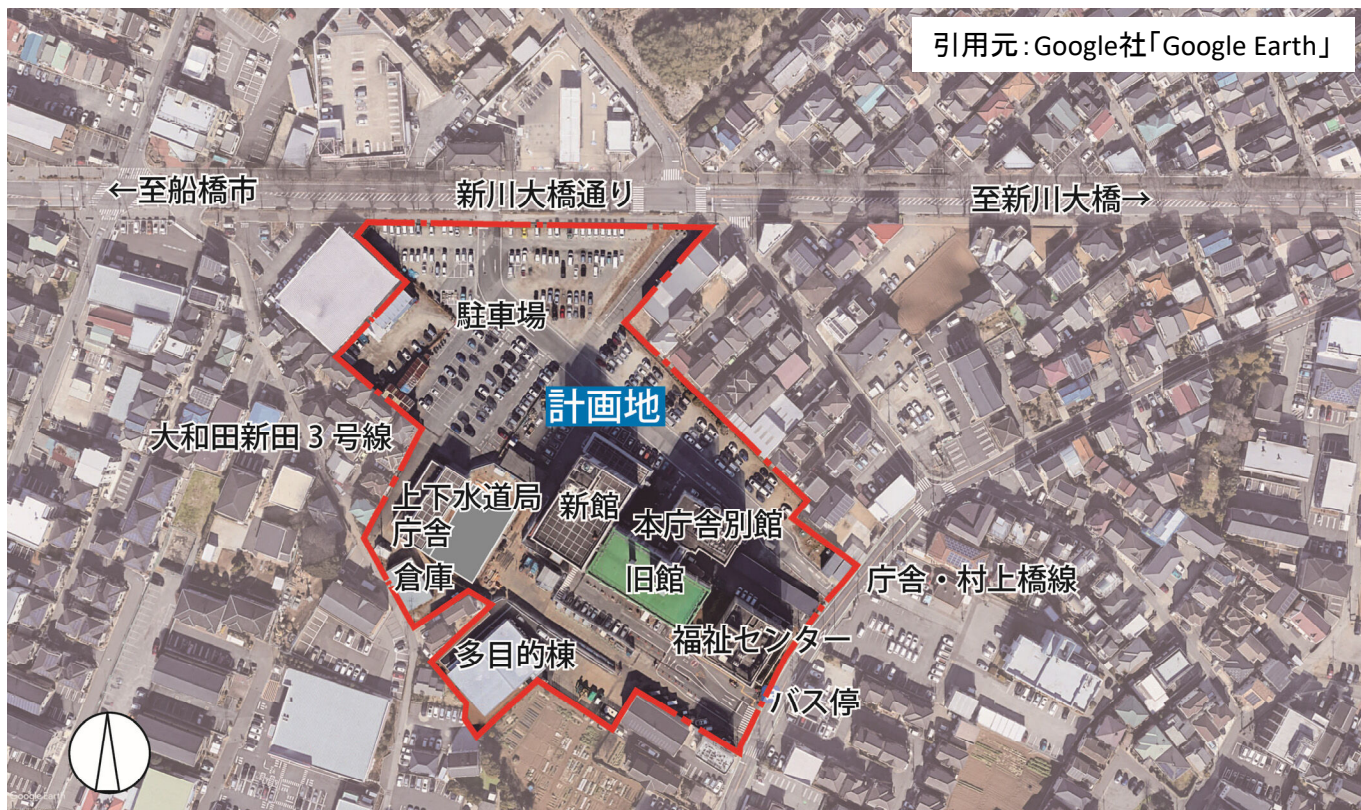 引用元:Google社「Google Earth」
←至船橋市
新川大橋通り
至新川大橋→
駐車場
計画地
大和田新田3号線
上下水道局
庁舎
新館
本庁舎別館
倉庫
旧館
庁舎・村上橋線
福祉センター
多目的棟
バス停
Google Earth